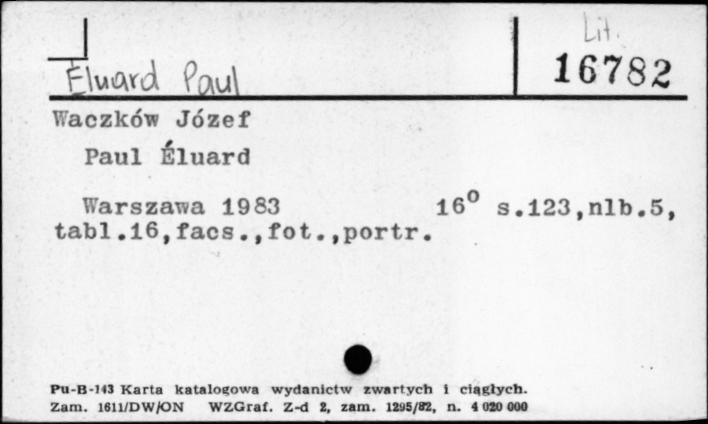 Lit.
Éluard Paul
16782
Waczków Józef
Paul Éluard
Warszawa 1983 16⁰ s.123,nlb.5,
tabl.16,facs.,fot.,portr.
Pu-B-143 Karta katalogowa wydanictw zwartych i ciągłych.
Zam. 1611/DW/ON WZGraf. Z-d 2, zam. 1295/82, n. 4 020 000